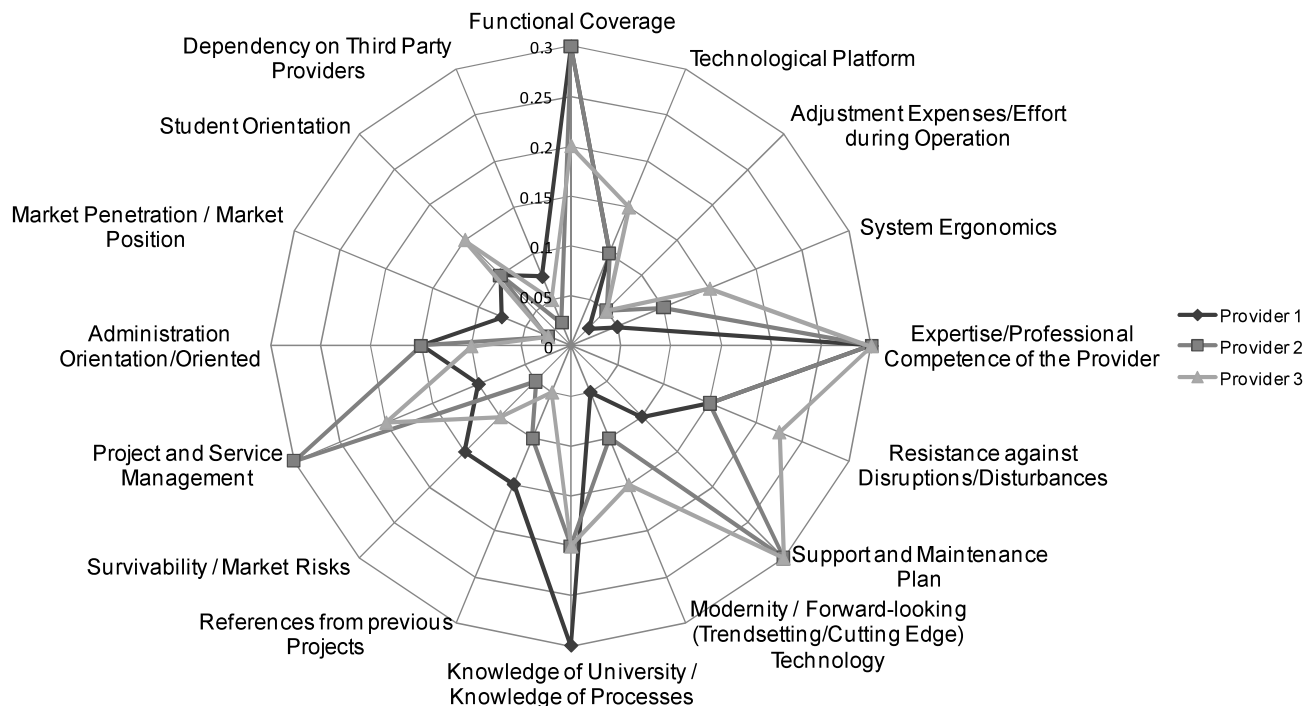 Functional Coverage
Dependency on Third Party
Providers
Technological Platform
Student Orientation
Adjustment Expenses/Effort
during Operation
Market Penetration / Market
Position
System Ergonomics
0.3
0.25
0.2
0.15
0.1
0.05
0
Administration
Orientation/Oriented
Expertise/Professional
Competence of the Provider
Provider 1
Provider 2
Provider 3
Project and Service
Management
Resistance against
Disruptions/Disturbances
Survivability / Market Risks
Support and Maintenance
Plan
References from previous
Projects
Modernity / Forward-looking
(Trendsetting/Cutting Edge)
Technology
Knowledge of University /
Knowledge of Processes